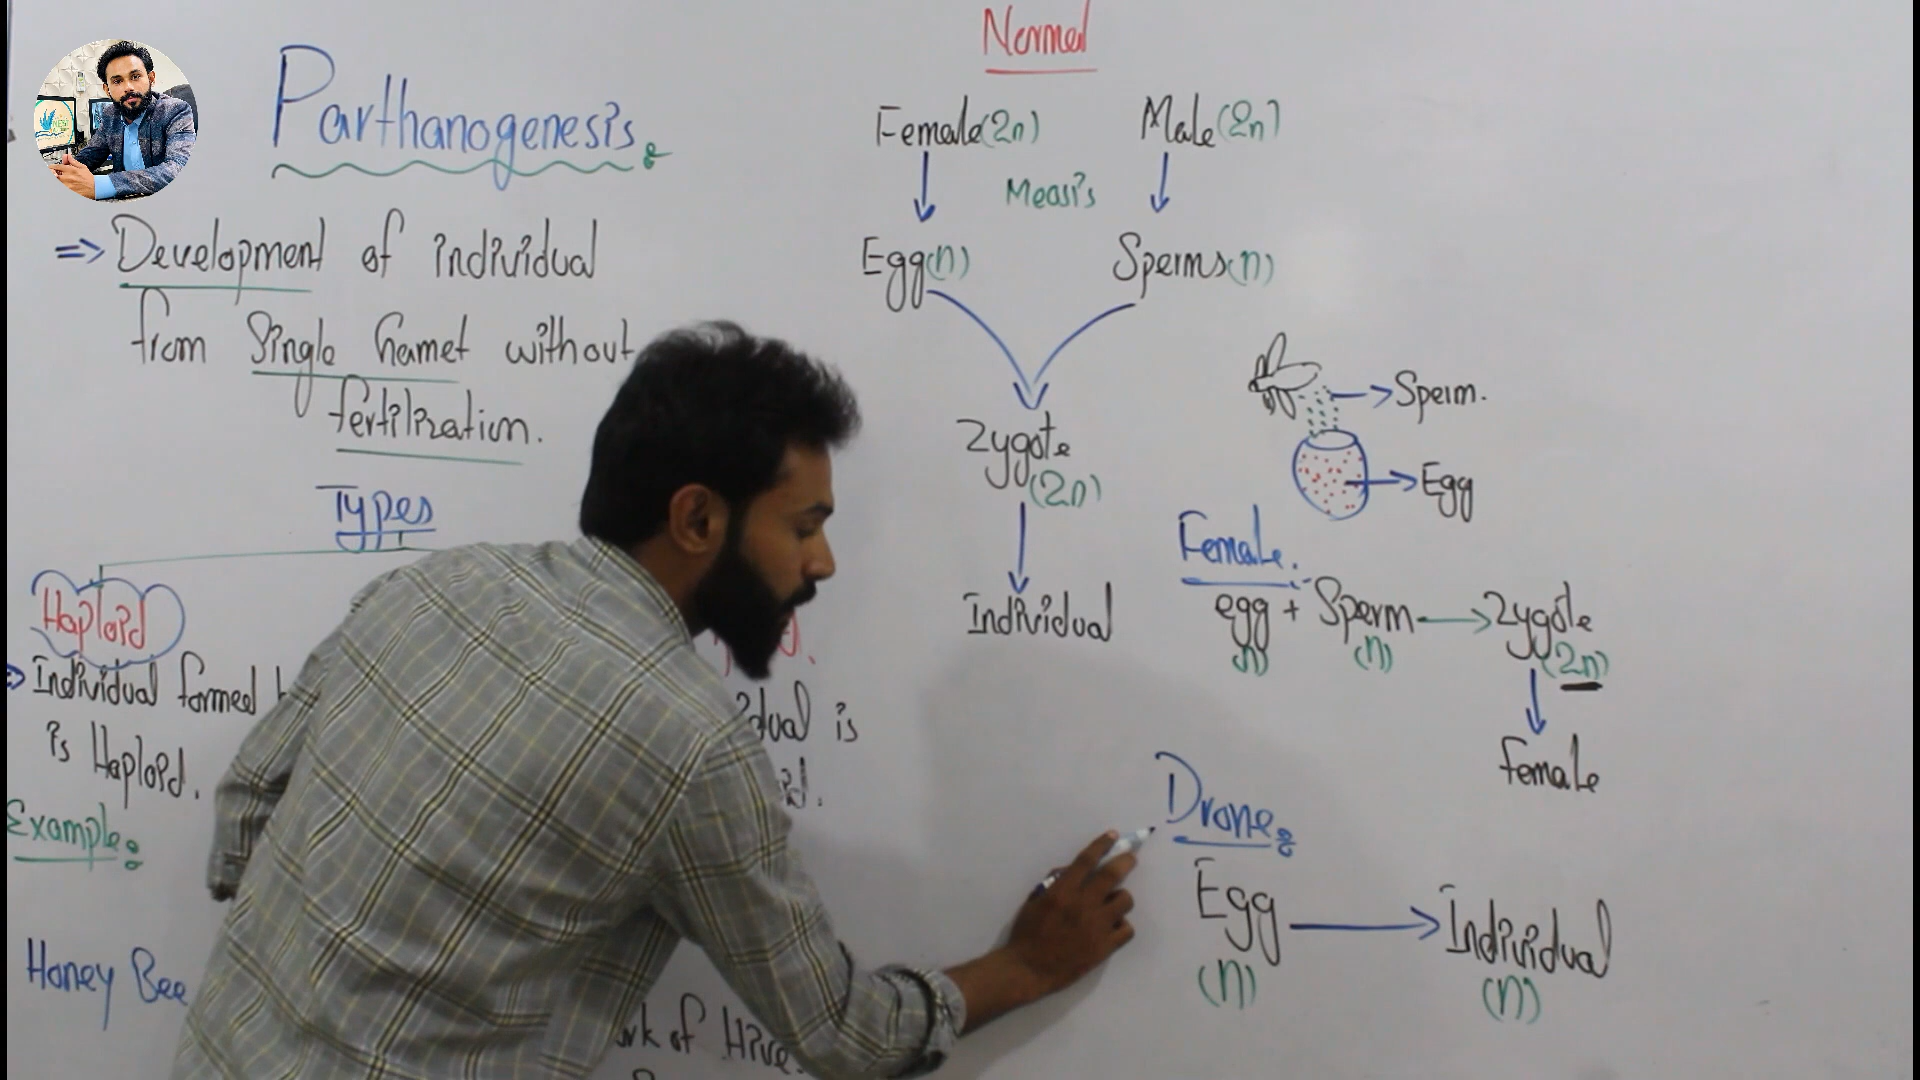 Parthanogenesis:
=> Development of individual
from Single Gamet without
fertilization.
Types
Haploid
=> Individual formed
is Haploid.
Example:
Honey Bee
dual is
id.
rk of Hive.
Normal
Female(2n) Male(2n)
Meosis
Egg(n) Sperms(n)
Zygote
(2n)
Individual
Sperm.
Egg
Female:
egg + Sperm → Zygote
(n) (n) (2n)
female
Drone:
Egg → Individual
(n) (n)